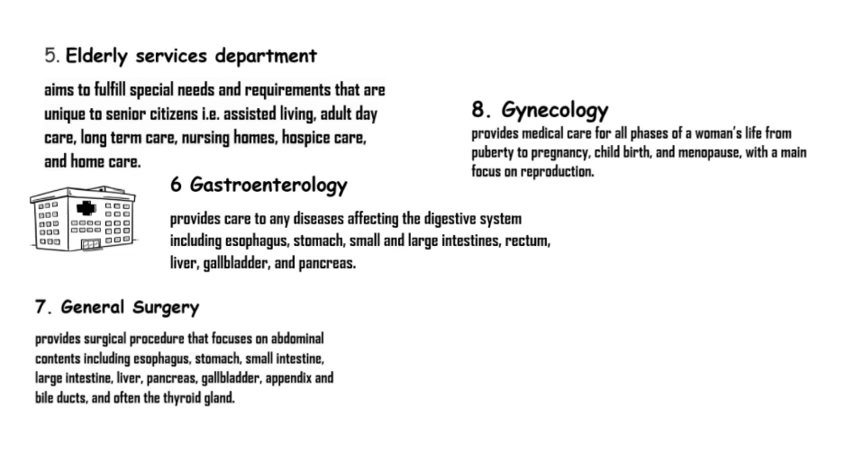 5. Elderly services department
aims to fulfill special needs and requirements that are
unique to senior citizens i.e. assisted living, adult day
care, long term care, nursing homes, hospice care,
and home care.
6 Gastroenterology
provides care to any diseases affecting the digestive system
including esophagus, stomach, small and large intestines, rectum,
liver, gallbladder, and pancreas.
7. General Surgery
provides surgical procedure that focuses on abdominal
contents including esophagus, stomach, small intestine,
large intestine, liver, pancreas, gallbladder, appendix and
bile ducts, and often the thyroid gland.
8. Gynecology
provides medical care for all phases of a woman's life from
puberty to pregnancy, child birth, and menopause, with a main
focus on reproduction.